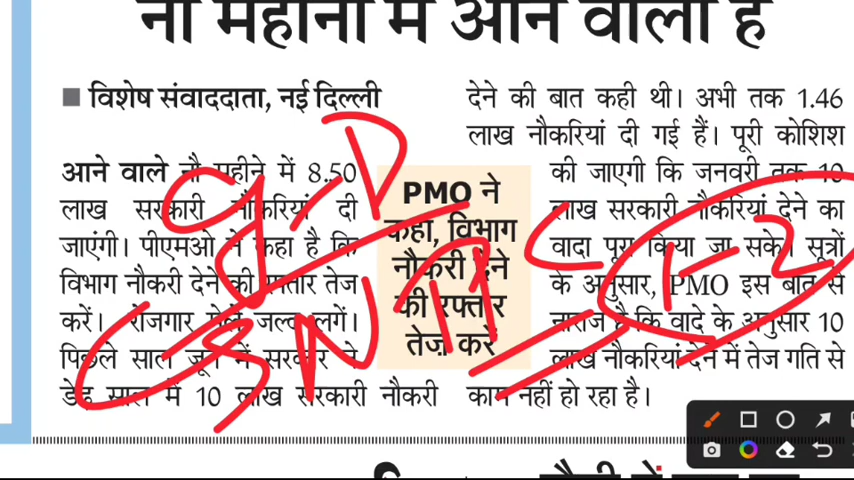 नौ महीनों में आने वाली हैं
विशेष संवाददाता, नई दिल्ली
आने वाले नौ महीने में 8.50
लाख सरकारी नौकरियां दी
जाएंगी। पीएमओ ने कहा है कि
विभाग नौकरी देने की रफ्तार तेज
करें। रोजगार मेले जल्द लगेंं।
पिछले साल जून में सरकार ने
डेढ़ साल में 10 लाख सरकारी नौकरी
PMO ने
कहा, विभाग
नौकरी देने
की रफ्तार
तेज करें
देने की बात कही थी। अभी तक 1.46
लाख नौकरियां दी गई हैं। पूरी कोशिश
की जाएगी कि जनवरी तक 10
लाख सरकारी नौकरियां देने का
वादा पूरा किया जा सके। सूत्रों
के अनुसार, PMO इस बात से
नाराज है कि वादे के अनुसार 10
लाख नौकरियां देने में तेज गति से
काम नहीं हो रहा है।
1-2